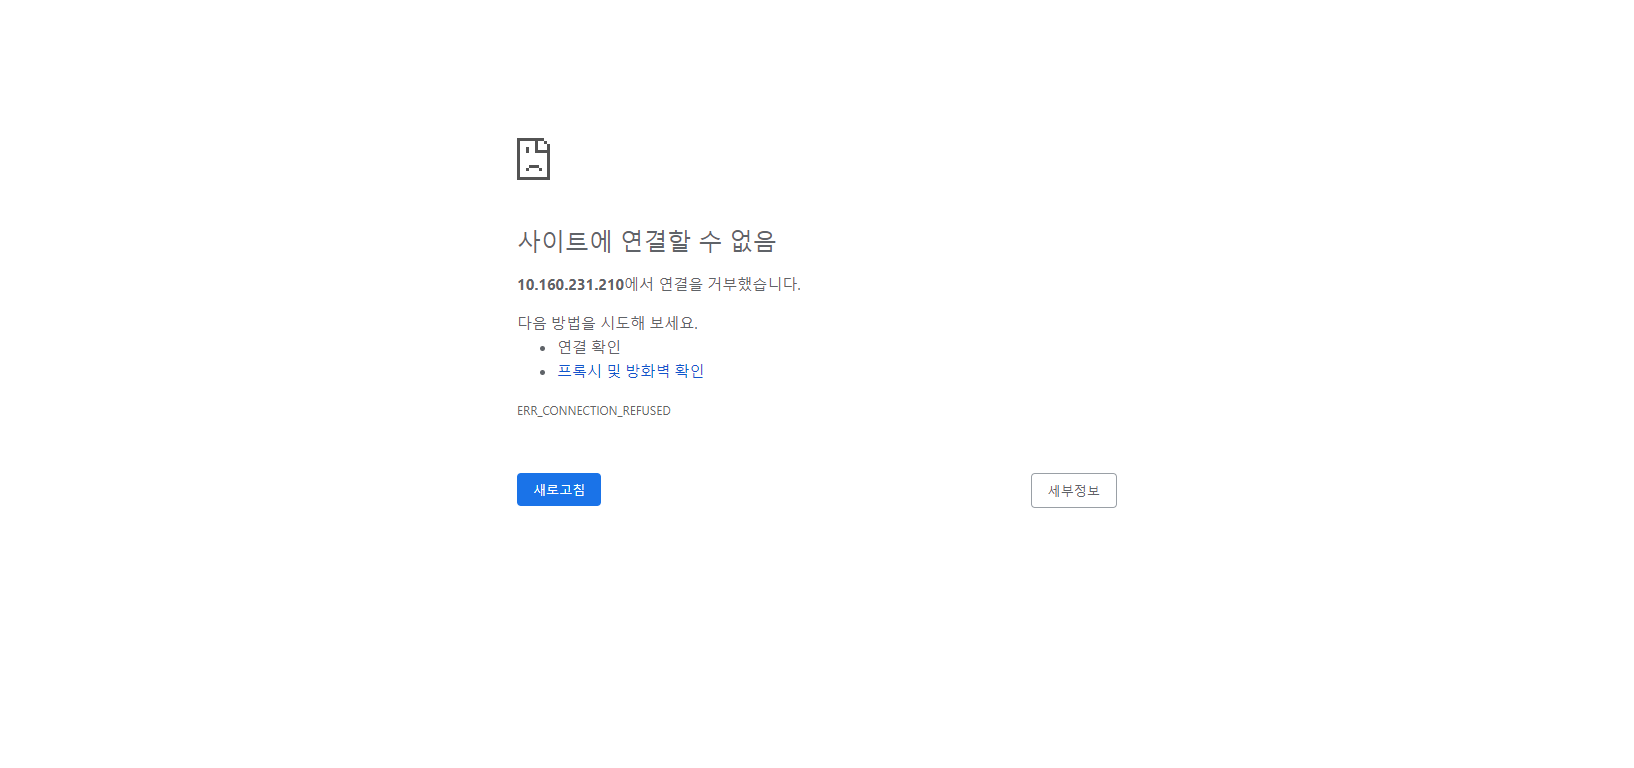 사이트에 연결할 수 없음
10.160.231.210에서 연결을 거부했습니다.
다음 방법을 시도해 보세요.
• 연결 확인
• 프록시 및 방화벽 확인
ERR_CONNECTION_REFUSED
새로고침
세부정보